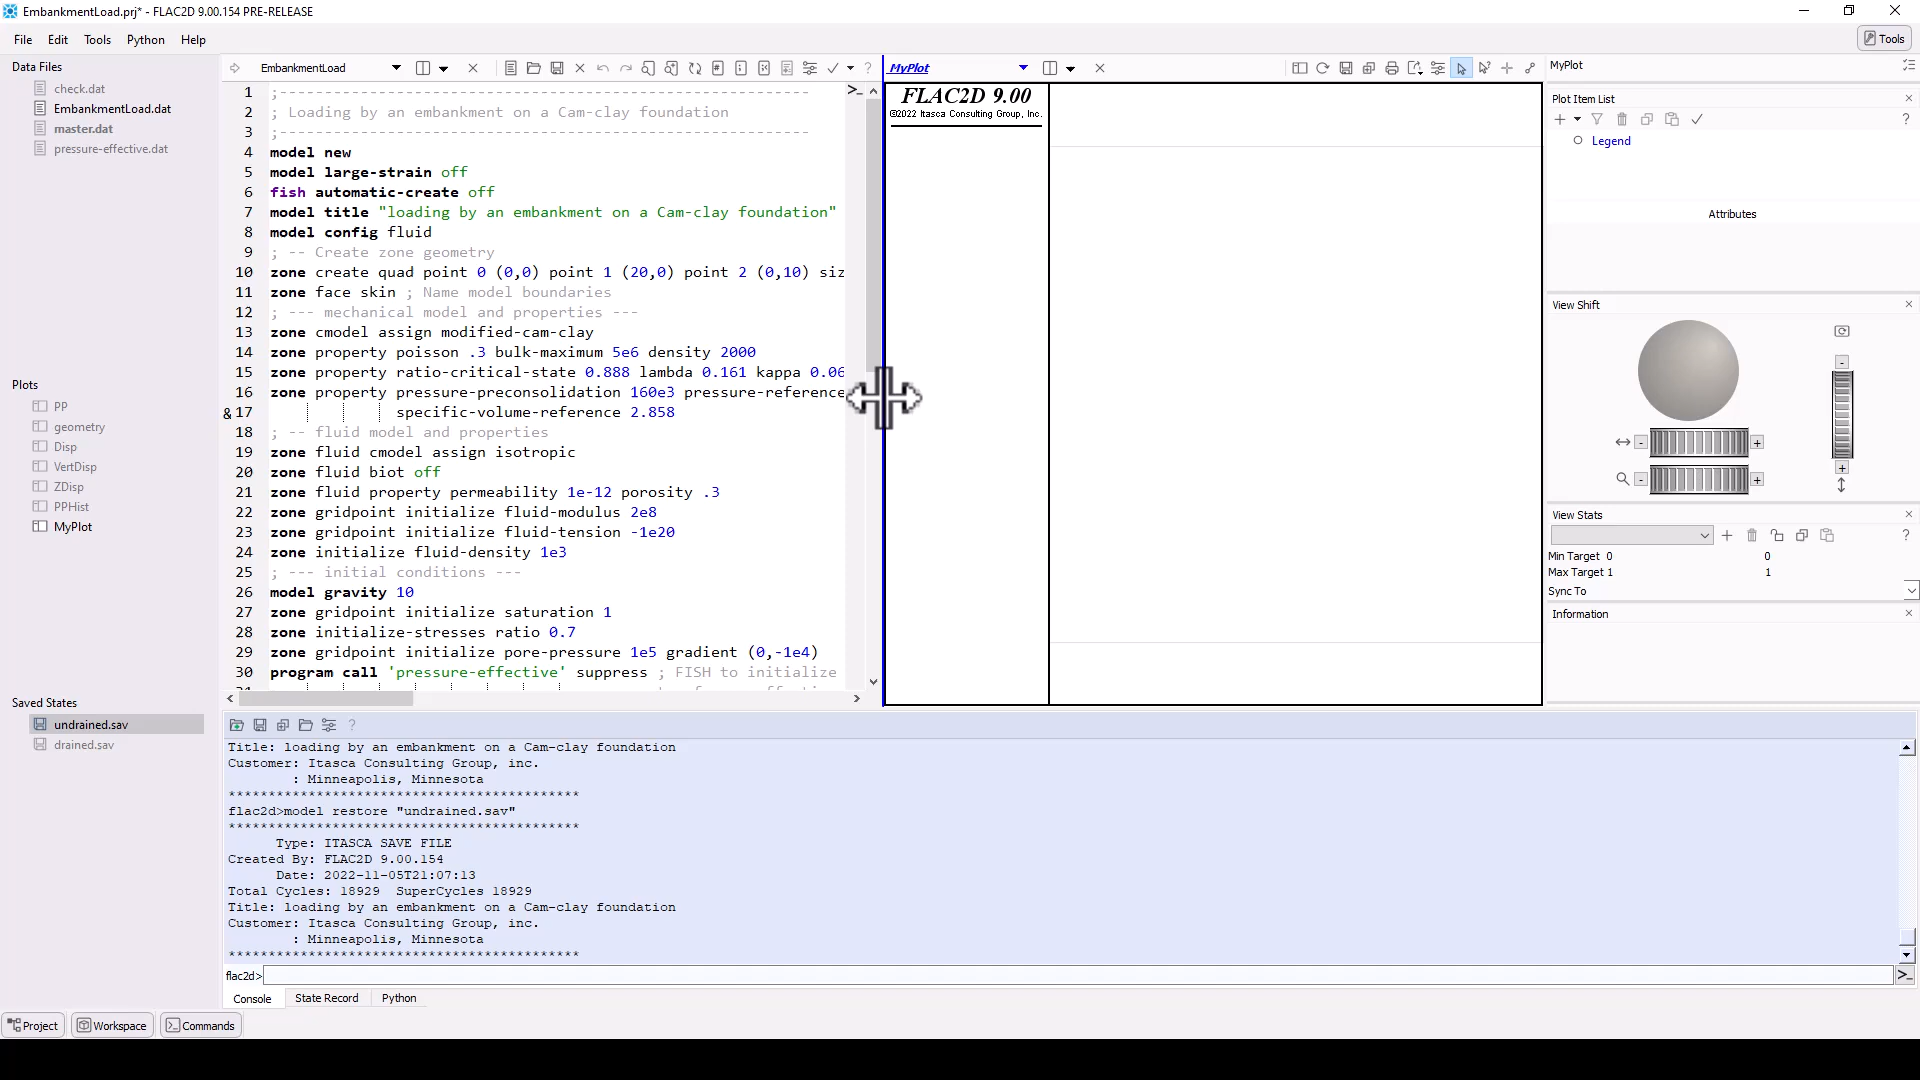 EmbankmentLoad.prj* - FLAC2D 9.00.154 PRE-RELEASE
File Edit Tools Python Help
Tools
Data Files
check.dat
EmbankmentLoad.dat
master.dat
pressure-effective.dat
Plots
PP
geometry
Disp
VertDisp
ZDisp
PPHist
MyPlot
Saved States
undrained.sav
drained.sav
EmbankmentLoad
1 ;-----------------------------------------------------------
2 ; Loading by an embankment on a Cam-clay foundation
3 ;-----------------------------------------------------------
4 model new
5 model large-strain off
6 fish automatic-create off
7 model title "loading by an embankment on a Cam-clay foundation"
8 model config fluid
9 ; -- Create zone geometry
10 zone create quad point 0 (0,0) point 1 (20,0) point 2 (0,10) siz
11 zone face skin ; Name model boundaries
12 ; --- mechanical model and properties ---
13 zone cmodel assign modified-cam-clay
14 zone property poisson .3 bulk-maximum 5e6 density 2000
15 zone property ratio-critical-state 0.888 lambda 0.161 kappa 0.06
16 zone property pressure-preconsolidation 160e3 pressure-reference
&17 specific-volume-reference 2.858
18 ; -- fluid model and properties
19 zone fluid cmodel assign isotropic
20 zone fluid biot off
21 zone fluid property permeability 1e-12 porosity .3
22 zone gridpoint initialize fluid-modulus 2e8
23 zone gridpoint initialize fluid-tension -1e20
24 zone initialize fluid-density 1e3
25 ; --- initial conditions ---
26 model gravity 10
27 zone gridpoint initialize saturation 1
28 zone initialize-stresses ratio 0.7
29 zone gridpoint initialize pore-pressure 1e5 gradient (0,-1e4)
30 program call 'pressure-effective' suppress ; FISH to initialize
MyPlot
FLAC2D 9.00
©2022 Itasca Consulting Group, Inc.
MyPlot
Plot Item List
Legend
Attributes
View Shift
View Stats
Min Target 0 0
Max Target 1 1
Sync To
Information
Title: loading by an embankment on a Cam-clay foundation
Customer: Itasca Consulting Group, inc.
: Minneapolis, Minnesota
********************************************
flac2d>model restore "undrained.sav"
********************************************
Type: ITASCA SAVE FILE
Created By: FLAC2D 9.00.154
Date: 2022-11-05T21:07:13
Total Cycles: 18929 SuperCycles 18929
Title: loading by an embankment on a Cam-clay foundation
Customer: Itasca Consulting Group, inc.
: Minneapolis, Minnesota
********************************************
flac2d>
Console State Record Python
Project Workspace Commands